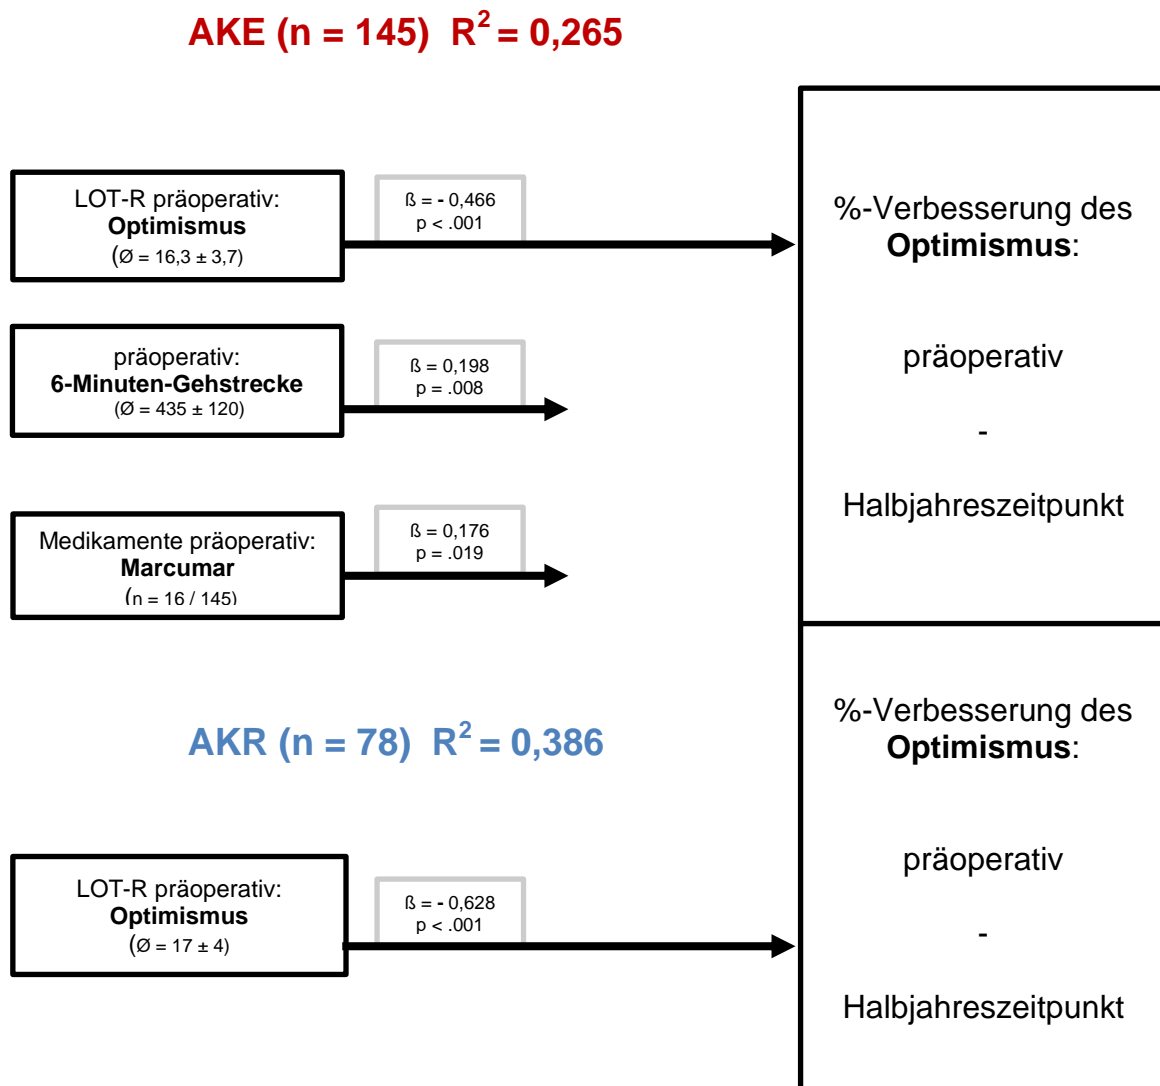 AKE (n = 145) R² = 0,265
LOT-R präoperativ:
Optimismus
(Ø = 16,3 ± 3,7)
ß = - 0,466
p < .001
präoperativ:
6-Minuten-Gehstrecke
(Ø = 435 ± 120)
ß = 0,198
p = .008
Medikamente präoperativ:
Marcumar
(n = 16 / 145)
ß = 0,176
p = .019
%-Verbesserung des
Optimismus:
präoperativ
-
Halbjahreszeitpunkt
AKR (n = 78) R² = 0,386
LOT-R präoperativ:
Optimismus
(Ø = 17 ± 4)
ß = - 0,628
p < .001
%-Verbesserung des
Optimismus:
präoperativ
-
Halbjahreszeitpunkt